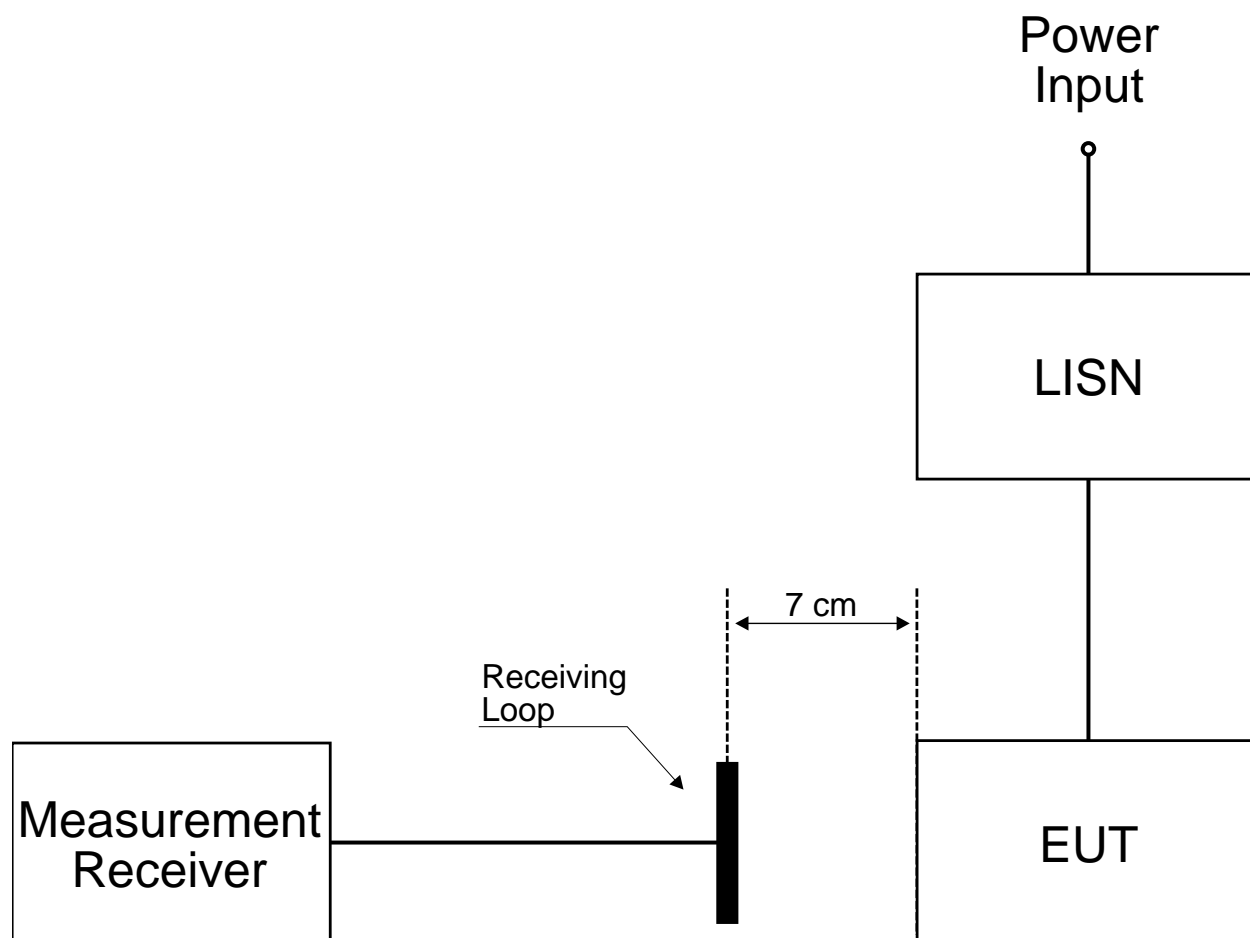 Power
Input
LISN
7 cm
Receiving
Loop
Measurement
Receiver
EUT